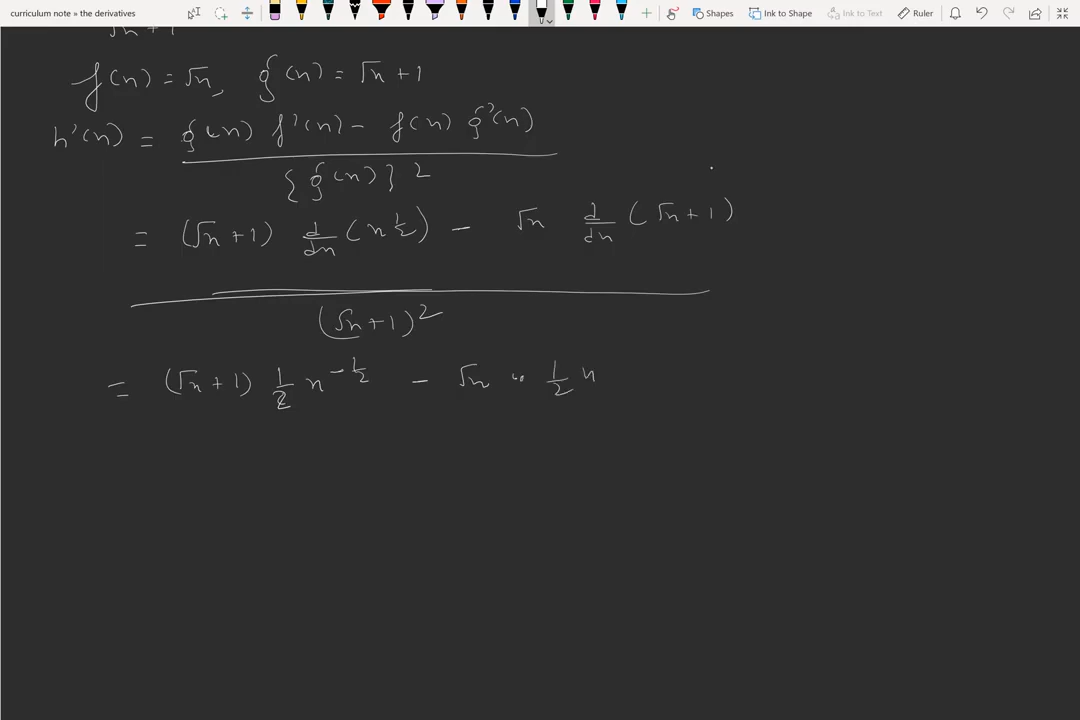 curriculum note » the derivatives
Shapes Ink to Shape Ink to Text Ruler
√n + 1
f(n) = √n, g(n) = √n + 1
h'(n) = g(n) f'(n) - f(n) g'(n)
{g(n)}2
= (√n + 1) d/dn (n 1/2) - √n d/dn (√n + 1)
(√n + 1)2
= (√n + 1) 1/2 n -1/2 - √n · 1/2 n